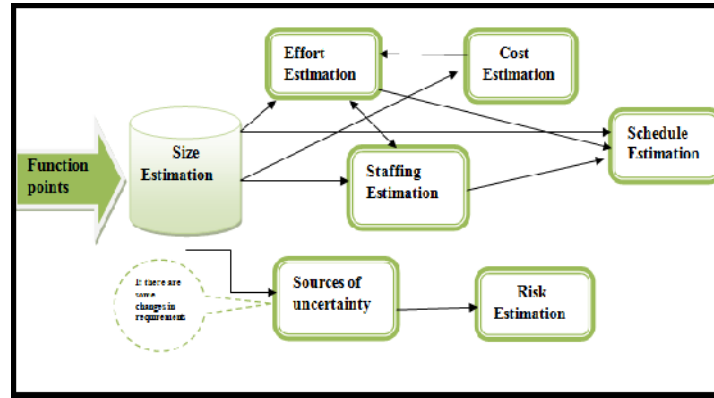 Effort
Estimation
Cost
Estimation
Function
points
Size
Estimation
Schedule
Estimation
Staffing
Estimation
If there are
some
changes in
requirement
Sources of
uncertainty
Risk
Estimation